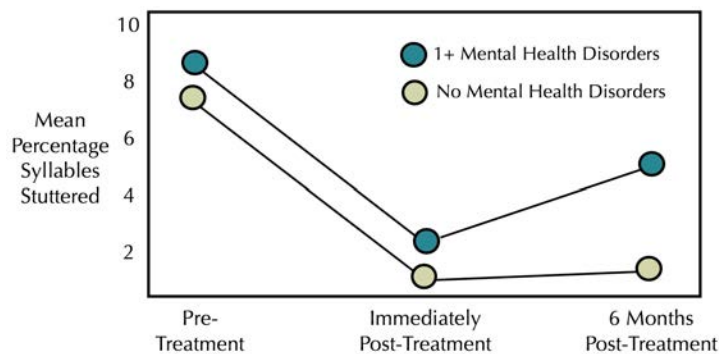 10
1+ Mental Health Disorders
8
No Mental Health Disorders
Mean
Percentage
Syllables
Stuttered
6
4
2
Pre-
Treatment
Immediately
Post-Treatment
6 Months
Post-Treatment